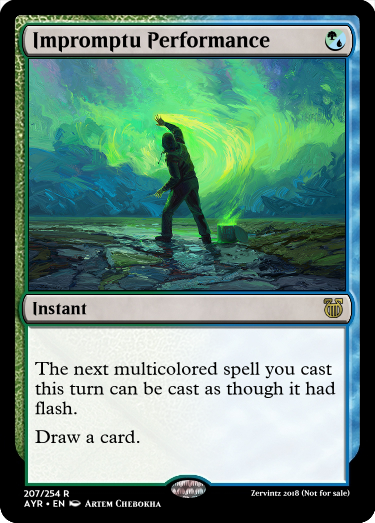 Impromptu Performance
Instant
The next multicolored spell you cast
this turn can be cast as though it had
flash.
Draw a card.
207/254 R
AYR • EN Artem Chebokha
Zervintz 2018 (Not for sale)